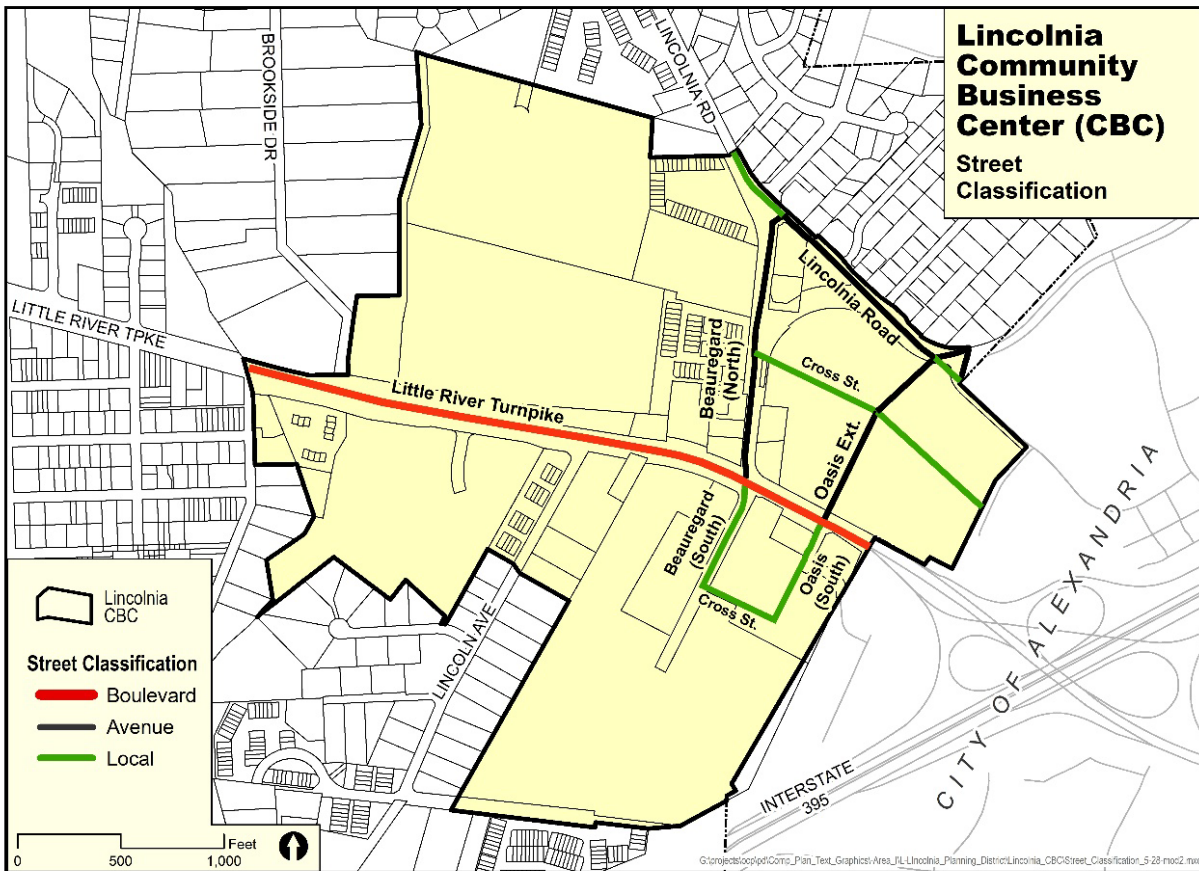 Lincolnia
Community
Business
Center (CBC)
Street
Classification
BROOKSIDE DR
LINCOLNIA RD
LITTLE RIVER TPKE
Lincolnia Road
Beauregard
(North)
Cross St.
Little River Turnpike
Oasis Ext.
Beauregard
(South)
Oasis
(South)
Cross St.
LINCOLN AVE
CITY OF ALEXANDRIA
INTERSTATE
395
Lincolnia
CBC
Street Classification
Boulevard
Avenue
Local
Feet
0 500 1,000